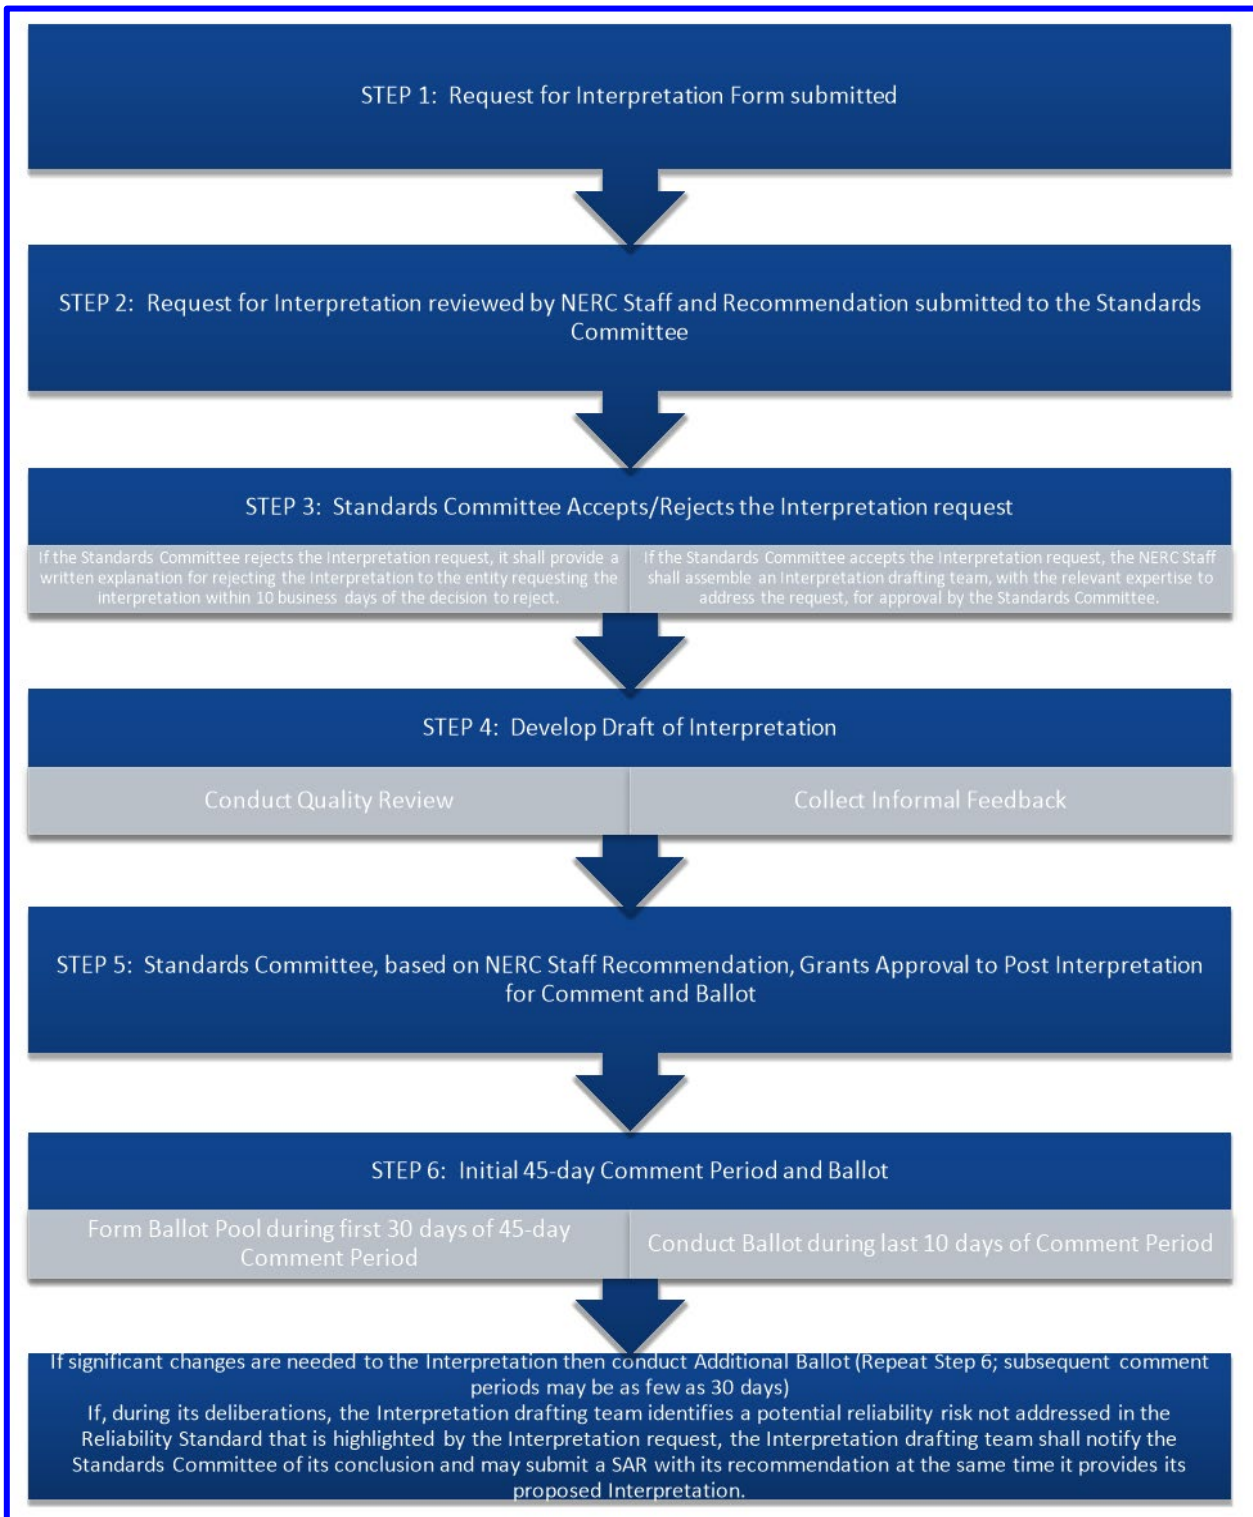 STEP 1: Request for Interpretation Form submitted
STEP 2: Request for Interpretation reviewed by NERC Staff and Recommendation submitted to the Standards
Committee
STEP 3: Standards Committee Accepts/Rejects the Interpretation request
If the Standards Committee rejects the Interpretation request, it shall provide a
written explanation for rejecting the Interpretation to the entity requesting the
interpretation within 10 business days of the decision to reject.
If the Standards Committee accepts the Interpretation request, the NERC Staff
shall assemble an Interpretation drafting team, with the relevant expertise to
address the request, for approval by the Standards Committee.
STEP 4: Develop Draft of Interpretation
Conduct Quality Review
Collect Informal Feedback
STEP 5: Standards Committee, based on NERC Staff Recommendation, Grants Approval to Post Interpretation
for Comment and Ballot
STEP 6: Initial 45-day Comment Period and Ballot
Form Ballot Pool during first 30 days of 45-day
Comment Period
Conduct Ballot during last 10 days of Comment Period
If significant changes are needed to the Interpretation then conduct Additional Ballot (Repeat Step 6; subsequent comment
periods may be as few as 30 days)
If, during its deliberations, the Interpretation drafting team identifies a potential reliability risk not addressed in the
Reliability Standard that is highlighted by the Interpretation request, the Interpretation drafting team shall notify the
Standards Committee of its conclusion and may submit a SAR with its recommendation at the same time it provides its
proposed Interpretation.